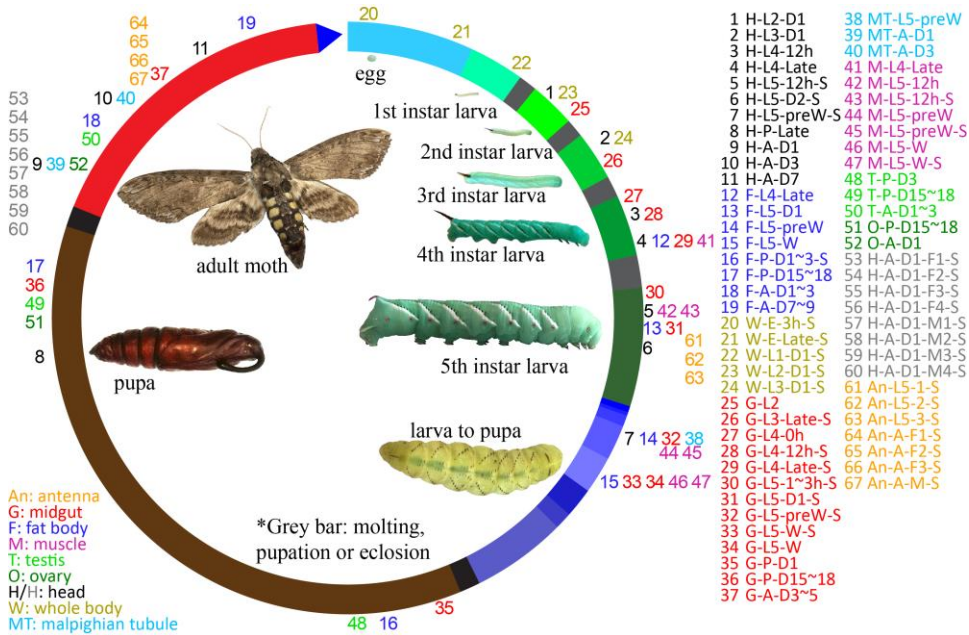 64
65
66
67 37
19
11
10 40
18
50
9 39 52
53
54
55
56
57
58
59
60
20
egg
21
1st instar larva
22
1 23
25
2nd instar larva
2 24
26
3rd instar larva
27
3 28
4th instar larva
4 12 29 41
30
5 42 43
13 31
6
61
62
63
5th instar larva
adult moth
17
36
49
51
8
pupa
larva to pupa
7 14 32 38
44 45
15 33 34 46 47
*Grey bar: molting,
pupation or eclosion
35
48 16
An: antenna
G: midgut
F: fat body
M: muscle
T: testis
O: ovary
H/H: head
W: whole body
MT: malpighian tubule
1 H-L2-D1
2 H-L3-D1
3 H-L4-12h
4 H-L4-Late
5 H-L5-12h-S
6 H-L5-D2-S
7 H-L5-preW-S
8 H-P-Late
9 H-A-D1
10 H-A-D3
11 H-A-D7
12 F-L4-Late
13 F-L5-D1
14 F-L5-preW
15 F-L5-W
16 F-P-D1~3-S
17 F-P-D15~18
18 F-A-D1~3
19 F-A-D7~9
20 W-E-3h-S
21 W-E-Late-S
22 W-L1-D1-S
23 W-L2-D1-S
24 W-L3-D1-S
25 G-L2
26 G-L3-Late-S
27 G-L4-0h
28 G-L4-12h-S
29 G-L4-Late-S
30 G-L5-1~3h-S
31 G-L5-D1-S
32 G-L5-preW-S
33 G-L5-W-S
34 G-L5-W
35 G-P-D1
36 G-P-D15~18
37 G-A-D3~5
38 MT-L5-preW
39 MT-A-D1
40 MT-A-D3
41 M-L4-Late
42 M-L5-12h
43 M-L5-12h-S
44 M-L5-preW
45 M-L5-preW-S
46 M-L5-W
47 M-L5-W-S
48 T-P-D3
49 T-P-D15~18
50 T-A-D1~3
51 O-P-D15~18
52 O-A-D1
53 H-A-D1-F1-S
54 H-A-D1-F2-S
55 H-A-D1-F3-S
56 H-A-D1-F4-S
57 H-A-D1-M1-S
58 H-A-D1-M2-S
59 H-A-D1-M3-S
60 H-A-D1-M4-S
61 An-L5-1-S
62 An-L5-2-S
63 An-L5-3-S
64 An-A-F1-S
65 An-A-F2-S
66 An-A-F3-S
67 An-A-M-S